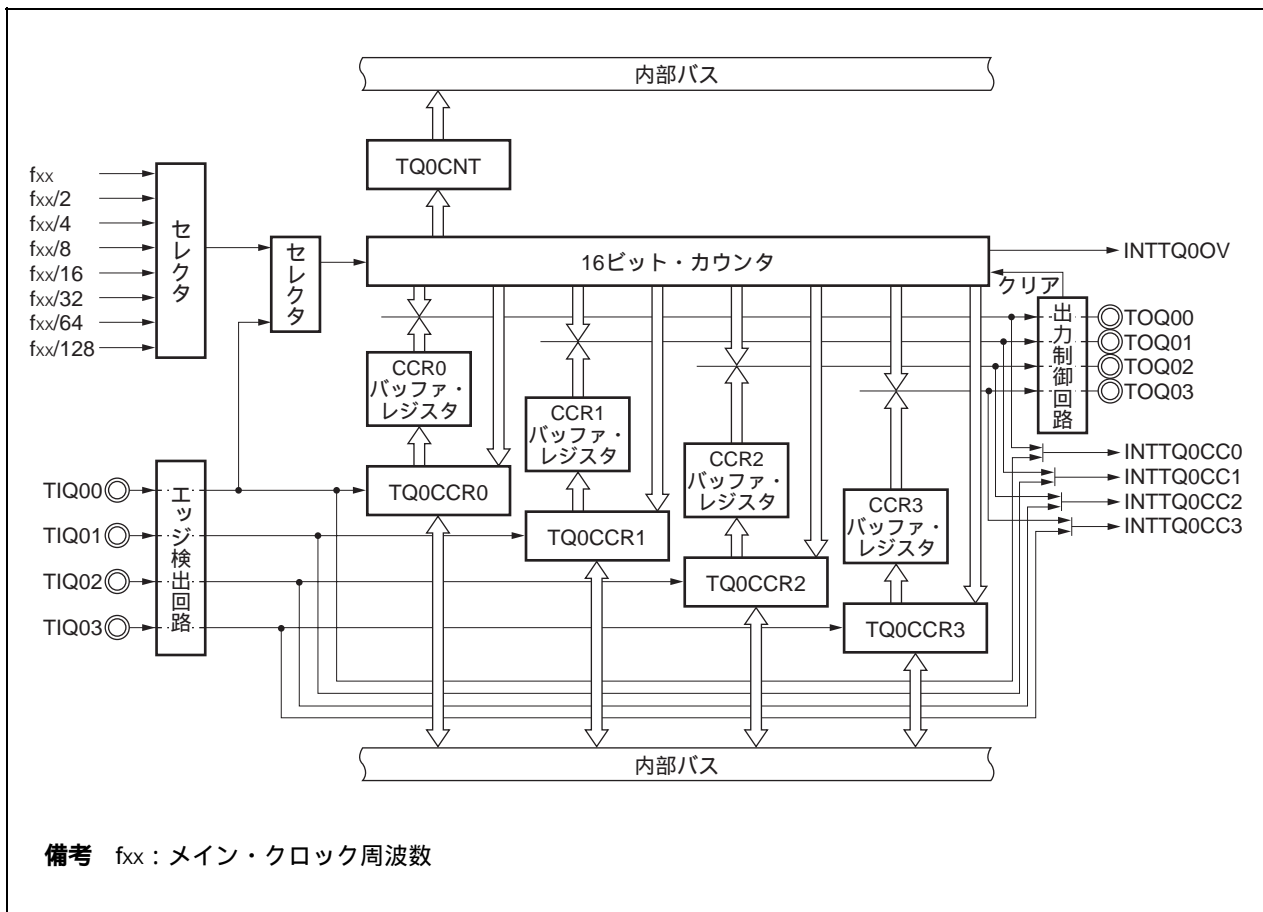 内部バス
TQ0CNT
fxx
fxx/2
fxx/4
fxx/8
fxx/16
fxx/32
fxx/64
fxx/128
セレクタ
セレクタ
16ビット・カウンタ
INTTQ0OV
クリア
出力制御回路
TOQ00
TOQ01
TOQ02
TOQ03
CCR0
バッファ・
レジスタ
CCR1
バッファ・
レジスタ
CCR2
バッファ・
レジスタ
CCR3
バッファ・
レジスタ
INTTQ0CC0
INTTQ0CC1
INTTQ0CC2
INTTQ0CC3
TIQ00
TIQ01
TIQ02
TIQ03
エッジ検出回路
TQ0CCR0
TQ0CCR1
TQ0CCR2
TQ0CCR3
内部バス
備考 fxx：メイン・クロック周波数